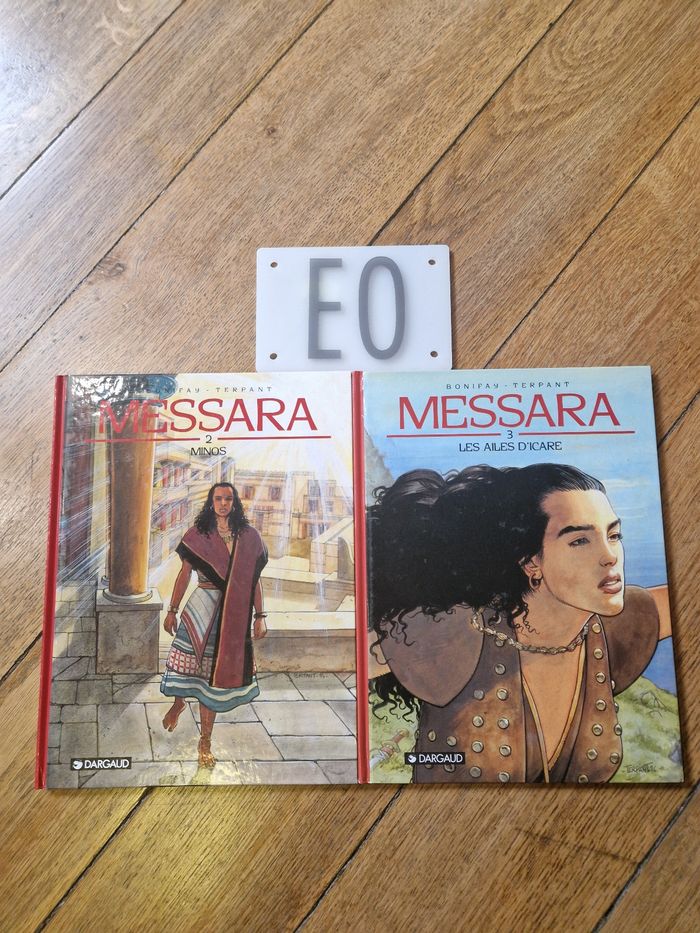 EO
BONIFAY - TERPANT
MESSARA
2
MINOS
DARGAUD
BONIFAY - TERPANT
MESSARA
3
LES AILES D'ICARE
DARGAUD